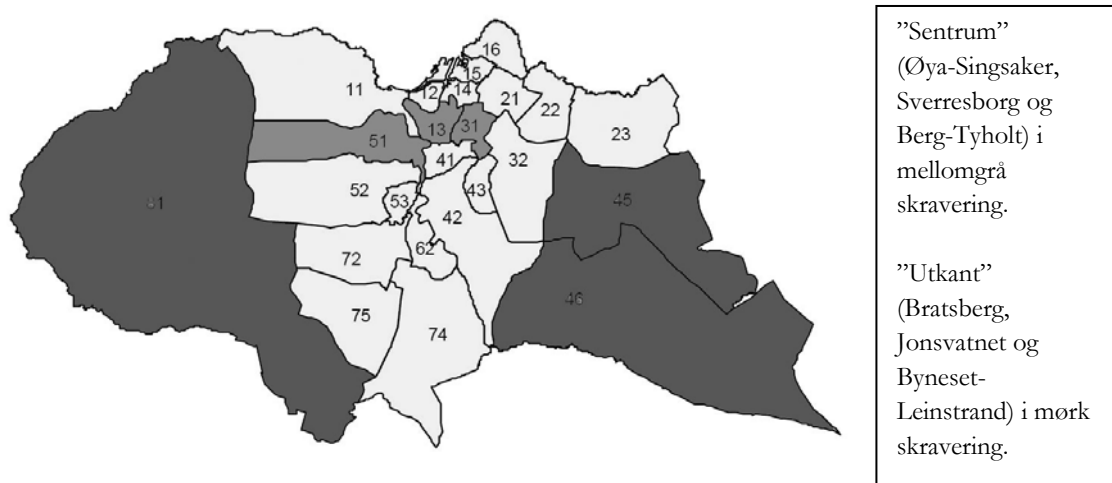 16
15
11
12
14
21
22
23
13
31
51
41
32
52
43
81
53
45
42
62
72
46
75
74
”Sentrum”
(Øya-Singsaker,
Sverresborg og
Berg-Tyholt) i
mellomgrå
skravering.
”Utkant”
(Bratsberg,
Jonsvatnet og
Byneset-
Leinstrand) i mørk
skravering.